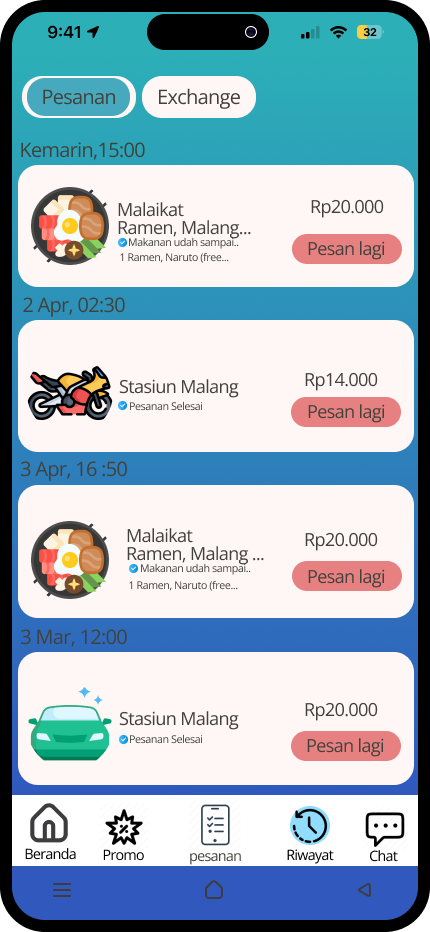 9:41
32
Pesanan
Exchange
Kemarin,15:00
Malaikat
Ramen, Malang...
Makanan udah sampai..
1 Ramen, Naruto (free...
Rp20.000
Pesan lagi
2 Apr, 02:30
Stasiun Malang
Pesanan Selesai
Rp14.000
Pesan lagi
3 Apr, 16 :50
Malaikat
Ramen, Malang ...
Makanan udah sampai..
1 Ramen, Naruto (free...
Rp20.000
Pesan lagi
3 Mar, 12:00
Stasiun Malang
Pesanan Selesai
Rp20.000
Pesan lagi
Beranda
Promo
pesanan
Riwayat
Chat